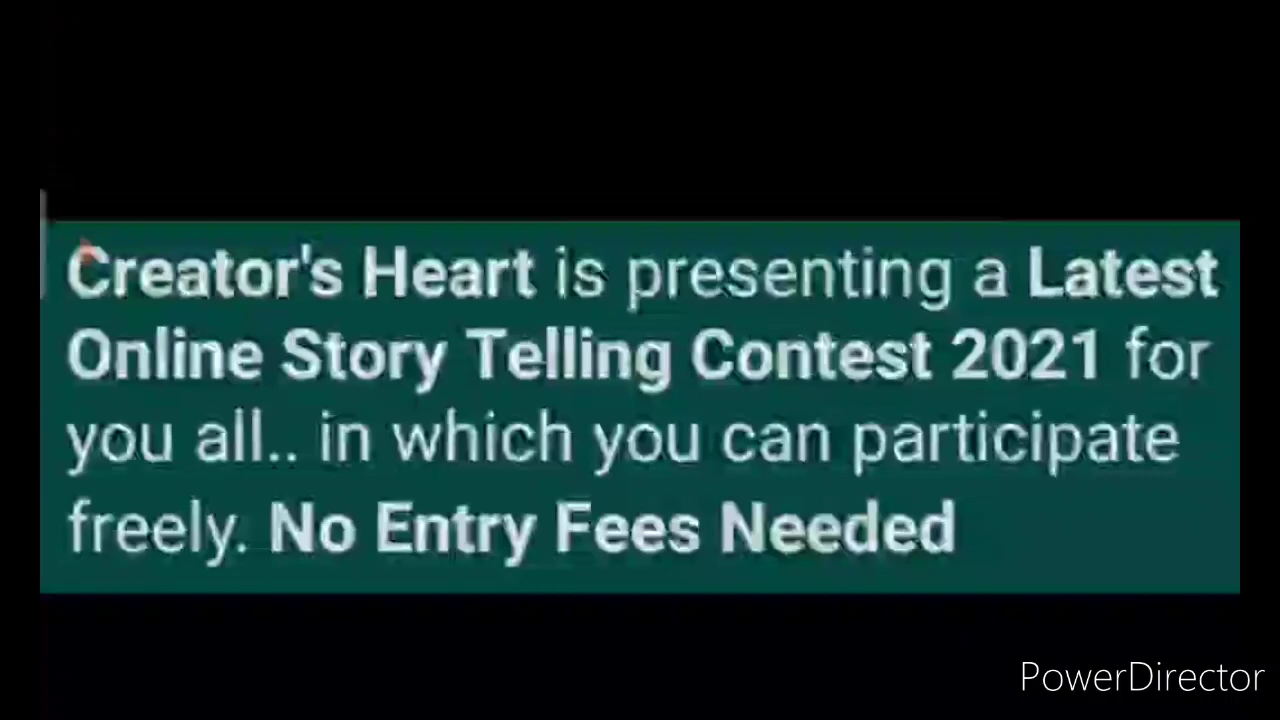 Creator's Heart is presenting a Latest
Online Story Telling Contest 2021 for
you all.. in which you can participate
freely. No Entry Fees Needed
PowerDirector